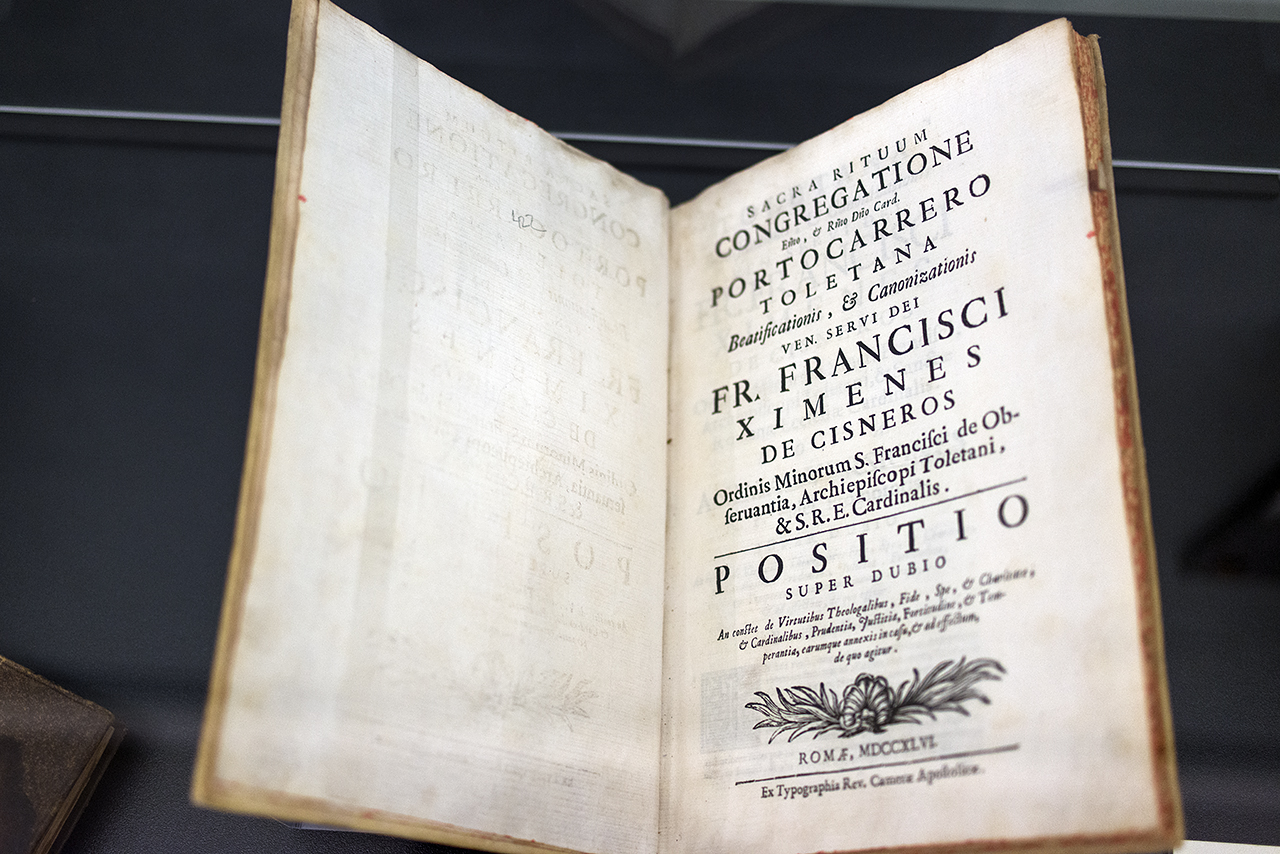 SACRA RITUUM
CONGREGATIONE
Em̃o, & Rm̃o Dño Card.
PORTOCARRERO
TOLETANA
Beatificationis, & Canonizationis
VEN. SERVI DEI
FR. FRANCISCI
XIMENES
DE CISNEROS
Ordinis Minorum S. Franciſci de Ob-
ſeruantia, Archiepiſcopi Toletani,
& S. R. E. Cardinalis.
POSITIO
SUPER DUBIO
An conſtet de Virtutibus Theologalibus, Fide, Spe, & Charitate,
& Cardinalibus, Prudentia, Juſtitia, Fortitudine, & Tem-
perantia, earumque annexis in caſu, & ad effectum,
de quo agitur.
ROMÆ, MDCCXLVI.
Ex Typographia Rev. Cameræ Apoſtolicæ.